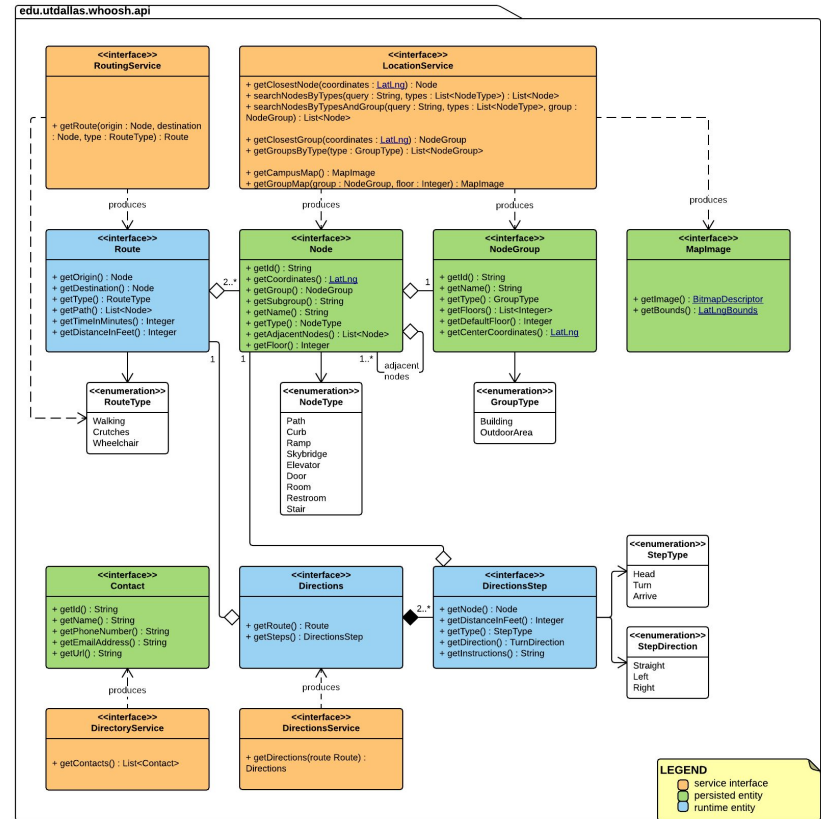 edu.utdallas.whoosh.api
<<interface>>
RoutingService
+ getRoute(origin : Node, destination
: Node, type : RouteType) : Route
<<interface>>
LocationService
+ getClosestNode(coordinates : LatLng) : Node
+ searchNodesByTypes(query : String, types : List<NodeType>) : List<Node>
+ searchNodesByTypesAndGroup(query : String, types : List<NodeType>, group :
NodeGroup) : List<Node>
+ getClosestGroup(coordinates : LatLng) : NodeGroup
+ getGroupsByType(type : GroupType) : List<NodeGroup>
+ getCampusMap() : MapImage
+ getGroupMap(group : NodeGroup, floor : Integer) : MapImage
produces
produces
produces
produces
<<interface>>
Route
+ getOrigin() : Node
+ getDestination() : Node
+ getType() : RouteType
+ getPath() : List<Node>
+ getTimeInMinutes() : Integer
+ getDistanceInFeet() : Integer
2..*
<<interface>>
Node
+ getId() : String
+ getCoordinates() : LatLng
+ getGroup() : NodeGroup
+ getSubgroup() : String
+ getName() : String
+ getType() : NodeType
+ getAdjacentNodes() : List<Node>
+ getFloor() : Integer
1
<<interface>>
NodeGroup
+ getId() : String
+ getName() : String
+ getType() : GroupType
+ getFloors() : List<Integer>
+ getDefaultFloor() : Integer
+ getCenterCoordinates() : LatLng
<<interface>>
MapImage
+ getImage() : BitmapDescriptor
+ getBounds() : LatLngBounds
1
1
1..*
adjacent
nodes
<<enumeration>>
RouteType
Walking
Crutches
Wheelchair
<<enumeration>>
NodeType
Path
Curb
Ramp
Skybridge
Elevator
Door
Room
Restroom
Stair
<<enumeration>>
GroupType
Building
OutdoorArea
<<interface>>
Contact
+ getId() : String
+ getName() : String
+ getPhoneNumber() : String
+ getEmailAddress() : String
+ getUrl() : String
<<interface>>
Directions
+ getRoute() : Route
+ getSteps() : DirectionsStep
2..*
<<interface>>
DirectionsStep
+ getNode() : Node
+ getDistanceInFeet() : Integer
+ getType() : StepType
+ getDirection() : TurnDirection
+ getInstructions() : String
<<enumeration>>
StepType
Head
Turn
Arrive
<<enumeration>>
StepDirection
Straight
Left
Right
produces
produces
<<interface>>
DirectoryService
+ getContacts() : List<Contact>
<<interface>>
DirectionsService
+ getDirections(route Route) :
Directions
LEGEND
service interface
persisted entity
runtime entity